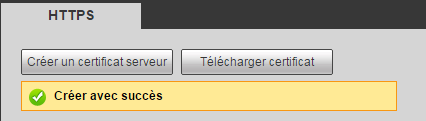 HTTPS
Créer un certificat serveur Télécharger certificat
Créer avec succès